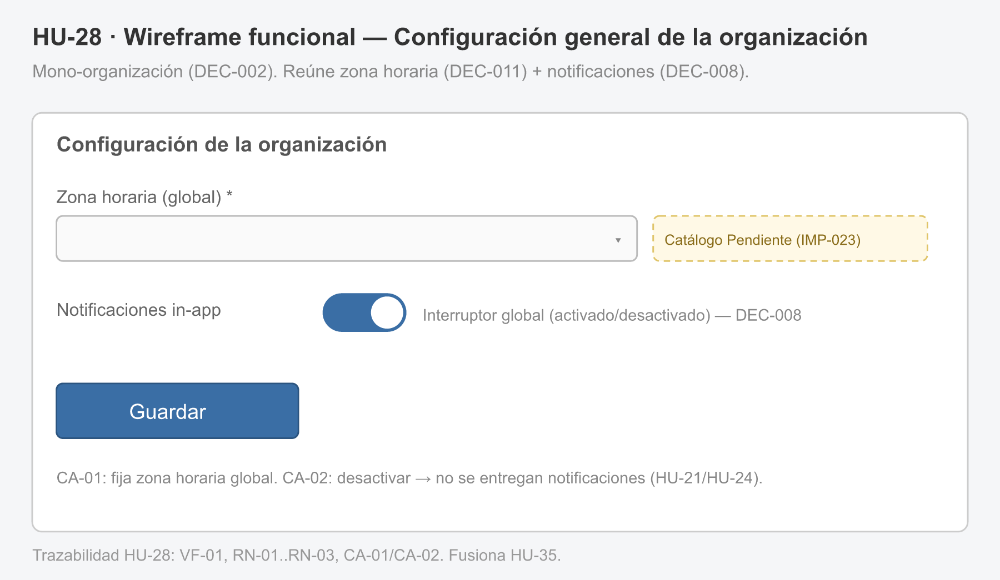 HU-28 · Wireframe funcional — Configuración general de la organización
Mono-organización (DEC-002). Reúne zona horaria (DEC-011) + notificaciones (DEC-008).
Configuración de la organización
Zona horaria (global) *
Catálogo Pendiente (IMP-023)
Notificaciones in-app
Interruptor global (activado/desactivado) — DEC-008
Guardar
CA-01: fija zona horaria global. CA-02: desactivar → no se entregan notificaciones (HU-21/HU-24).
Trazabilidad HU-28: VF-01, RN-01..RN-03, CA-01/CA-02. Fusiona HU-35.